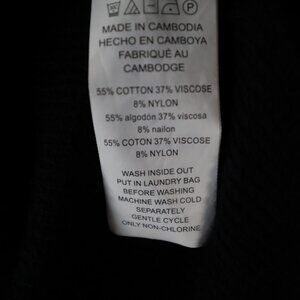 MADE IN CAMBODIA
HECHO EN CAMBOYA
FABRIQUÉ AU
CAMBODGE
55% COTTON 37% VISCOSE
8% NYLON
55% algodón 37% viscosa
8% nailon
55% COTON 37% VISCOSE
8% NYLON
WASH INSIDE OUT
PUT IN LAUNDRY BAG
BEFORE WASHING
MACHINE WASH COLD
SEPARATELY
GENTLE CYCLE
ONLY NON-CHLORINE